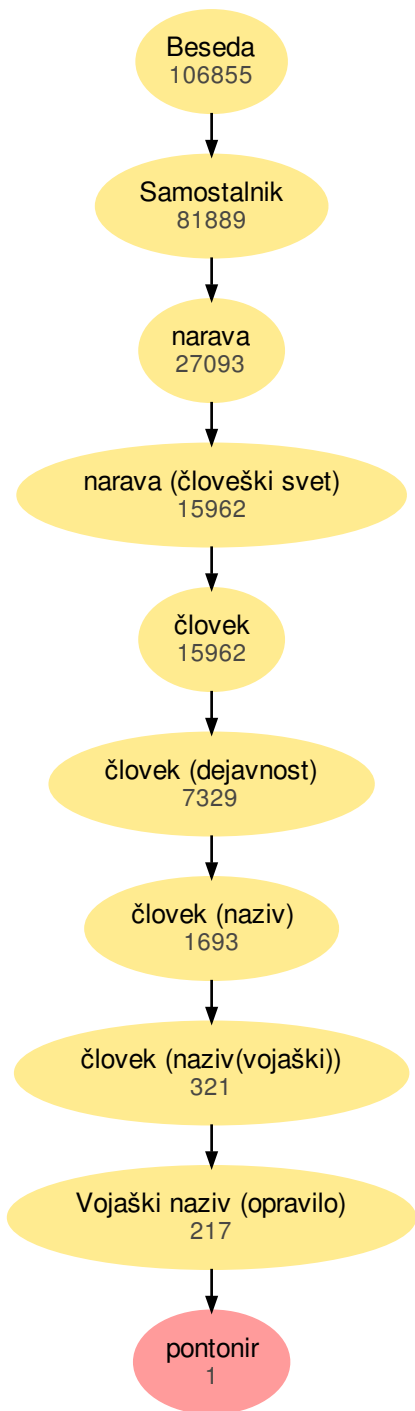 Beseda
106855
Samostalnik
81889
narava
27093
narava (človeški svet)
15962
človek
15962
človek (dejavnost)
7329
človek (naziv)
1693
človek (naziv(vojaški))
321
Vojaški naziv (opravilo)
217
pontonir
1